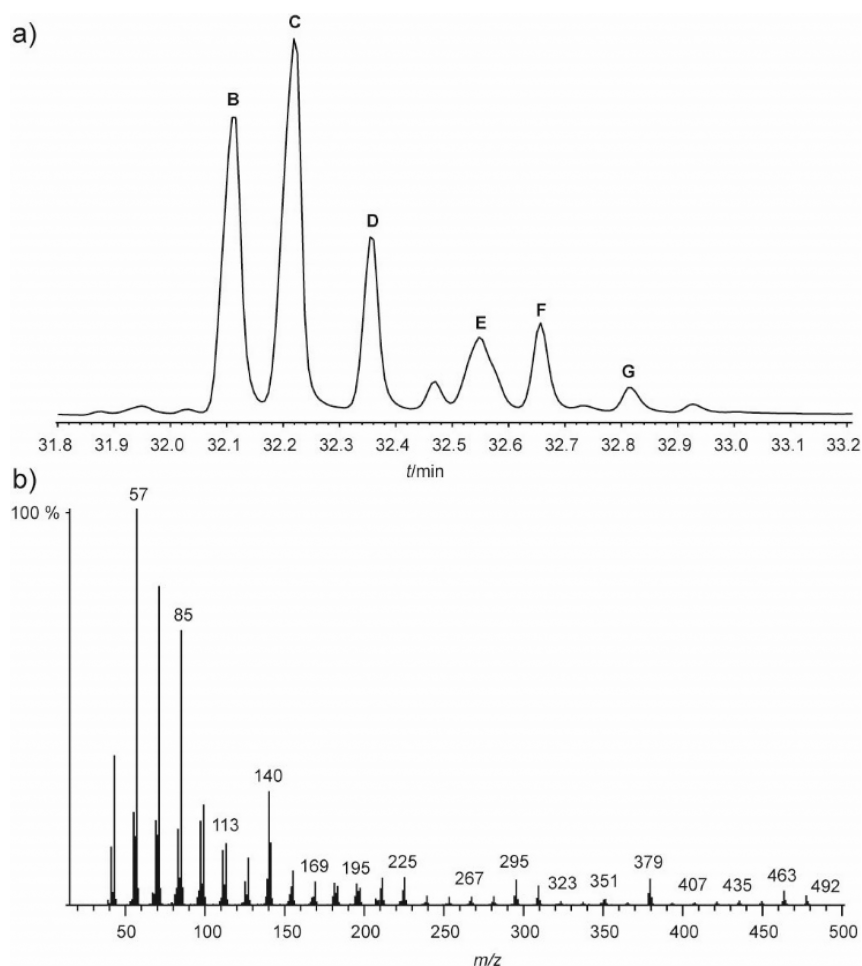 a)
C
B
D
E
F
G
31.8 31.9 32.0 32.1 32.2 32.3 32.4 32.5 32.6 32.7 32.8 32.9 33.0 33.1 33.2
t/min
b)
57
100 %
85
140
113
169 195 225 267 295 323 351 379 407 435 463 492
50 100 150 200 250 300 350 400 450 500
m/z